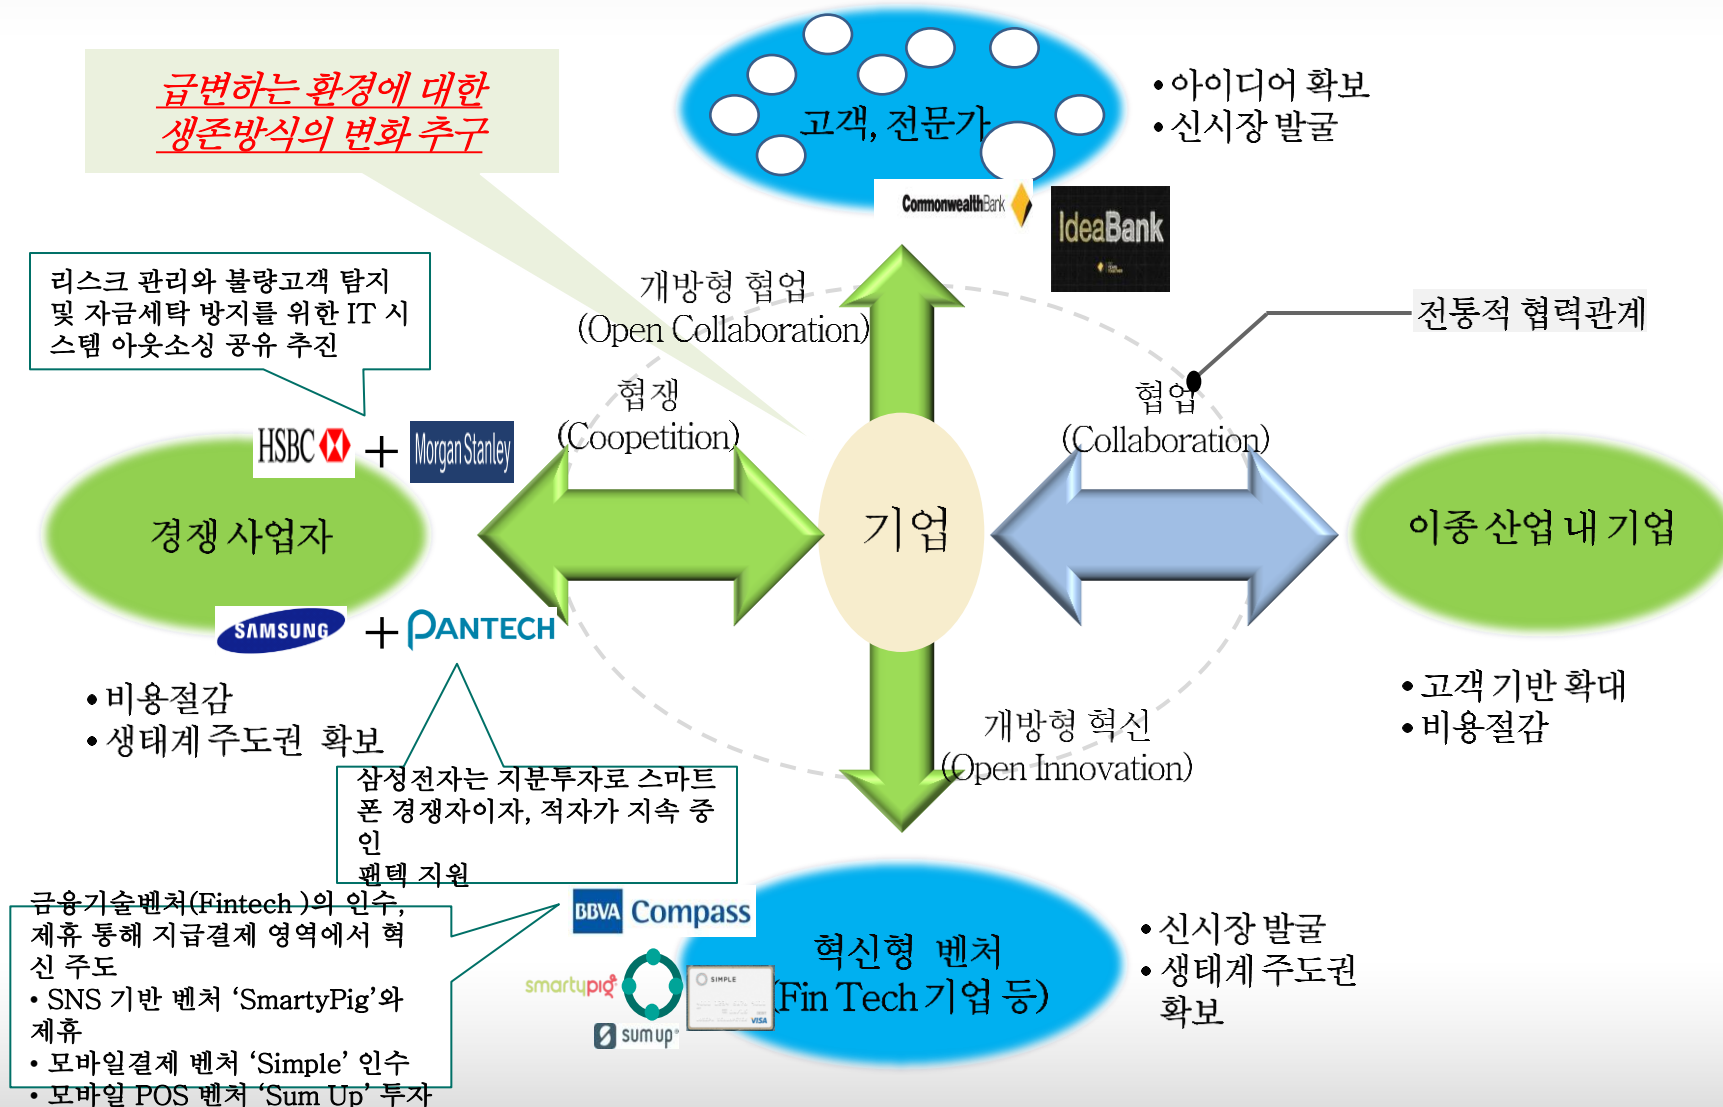 급변하는 환경에 대한
생존방식의 변화 추구
고객, 전문가
• 아이디어 확보
• 신시장 발굴
CommonwealthBank
IdeaBank
리스크 관리와 불량고객 탐지
및 자금세탁 방지를 위한 IT 시
스템 아웃소싱 공유 추진
개방형 협업
(Open Collaboration)
전통적 협력관계
협쟁
(Coopetition)
협업
(Collaboration)
HSBC
+
Morgan Stanley
경쟁 사업자
기업
이종 산업 내 기업
SAMSUNG
+
PANTECH
• 비용절감
• 생태계 주도권 확보
• 고객 기반 확대
• 비용절감
개방형 혁신
(Open Innovation)
삼성전자는 지분투자로 스마트
폰 경쟁자이자, 적자가 지속 중
인
팬텍 지원
금융기술벤처(Fintech )의 인수,
제휴 통해 지급결제 영역에서 혁
신 주도
• SNS 기반 벤처 ‘SmartyPig’와
제휴
• 모바일결제 벤처 ‘Simple’ 인수
• 모바일 POS 벤처 ‘Sum Up’ 투자
BBVA Compass
smartypig
SIMPLE
VISA
sumup
혁신형 벤처
(Fin Tech 기업 등)
• 신시장 발굴
• 생태계 주도권
확보